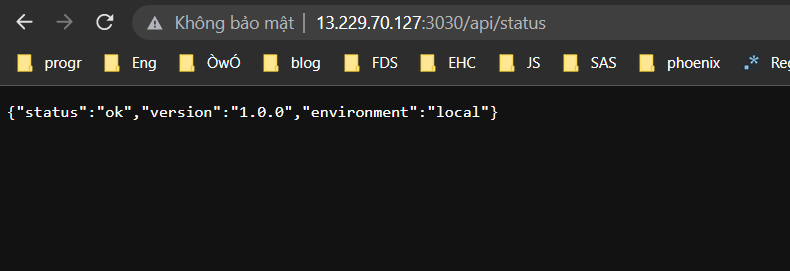 Không bảo mật | 13.229.70.127:3030/api/status
progr Eng ÒwÓ blog FDS EHC JS SAS phoenix Reg
{"status":"ok","version":"1.0.0","environment":"local"}